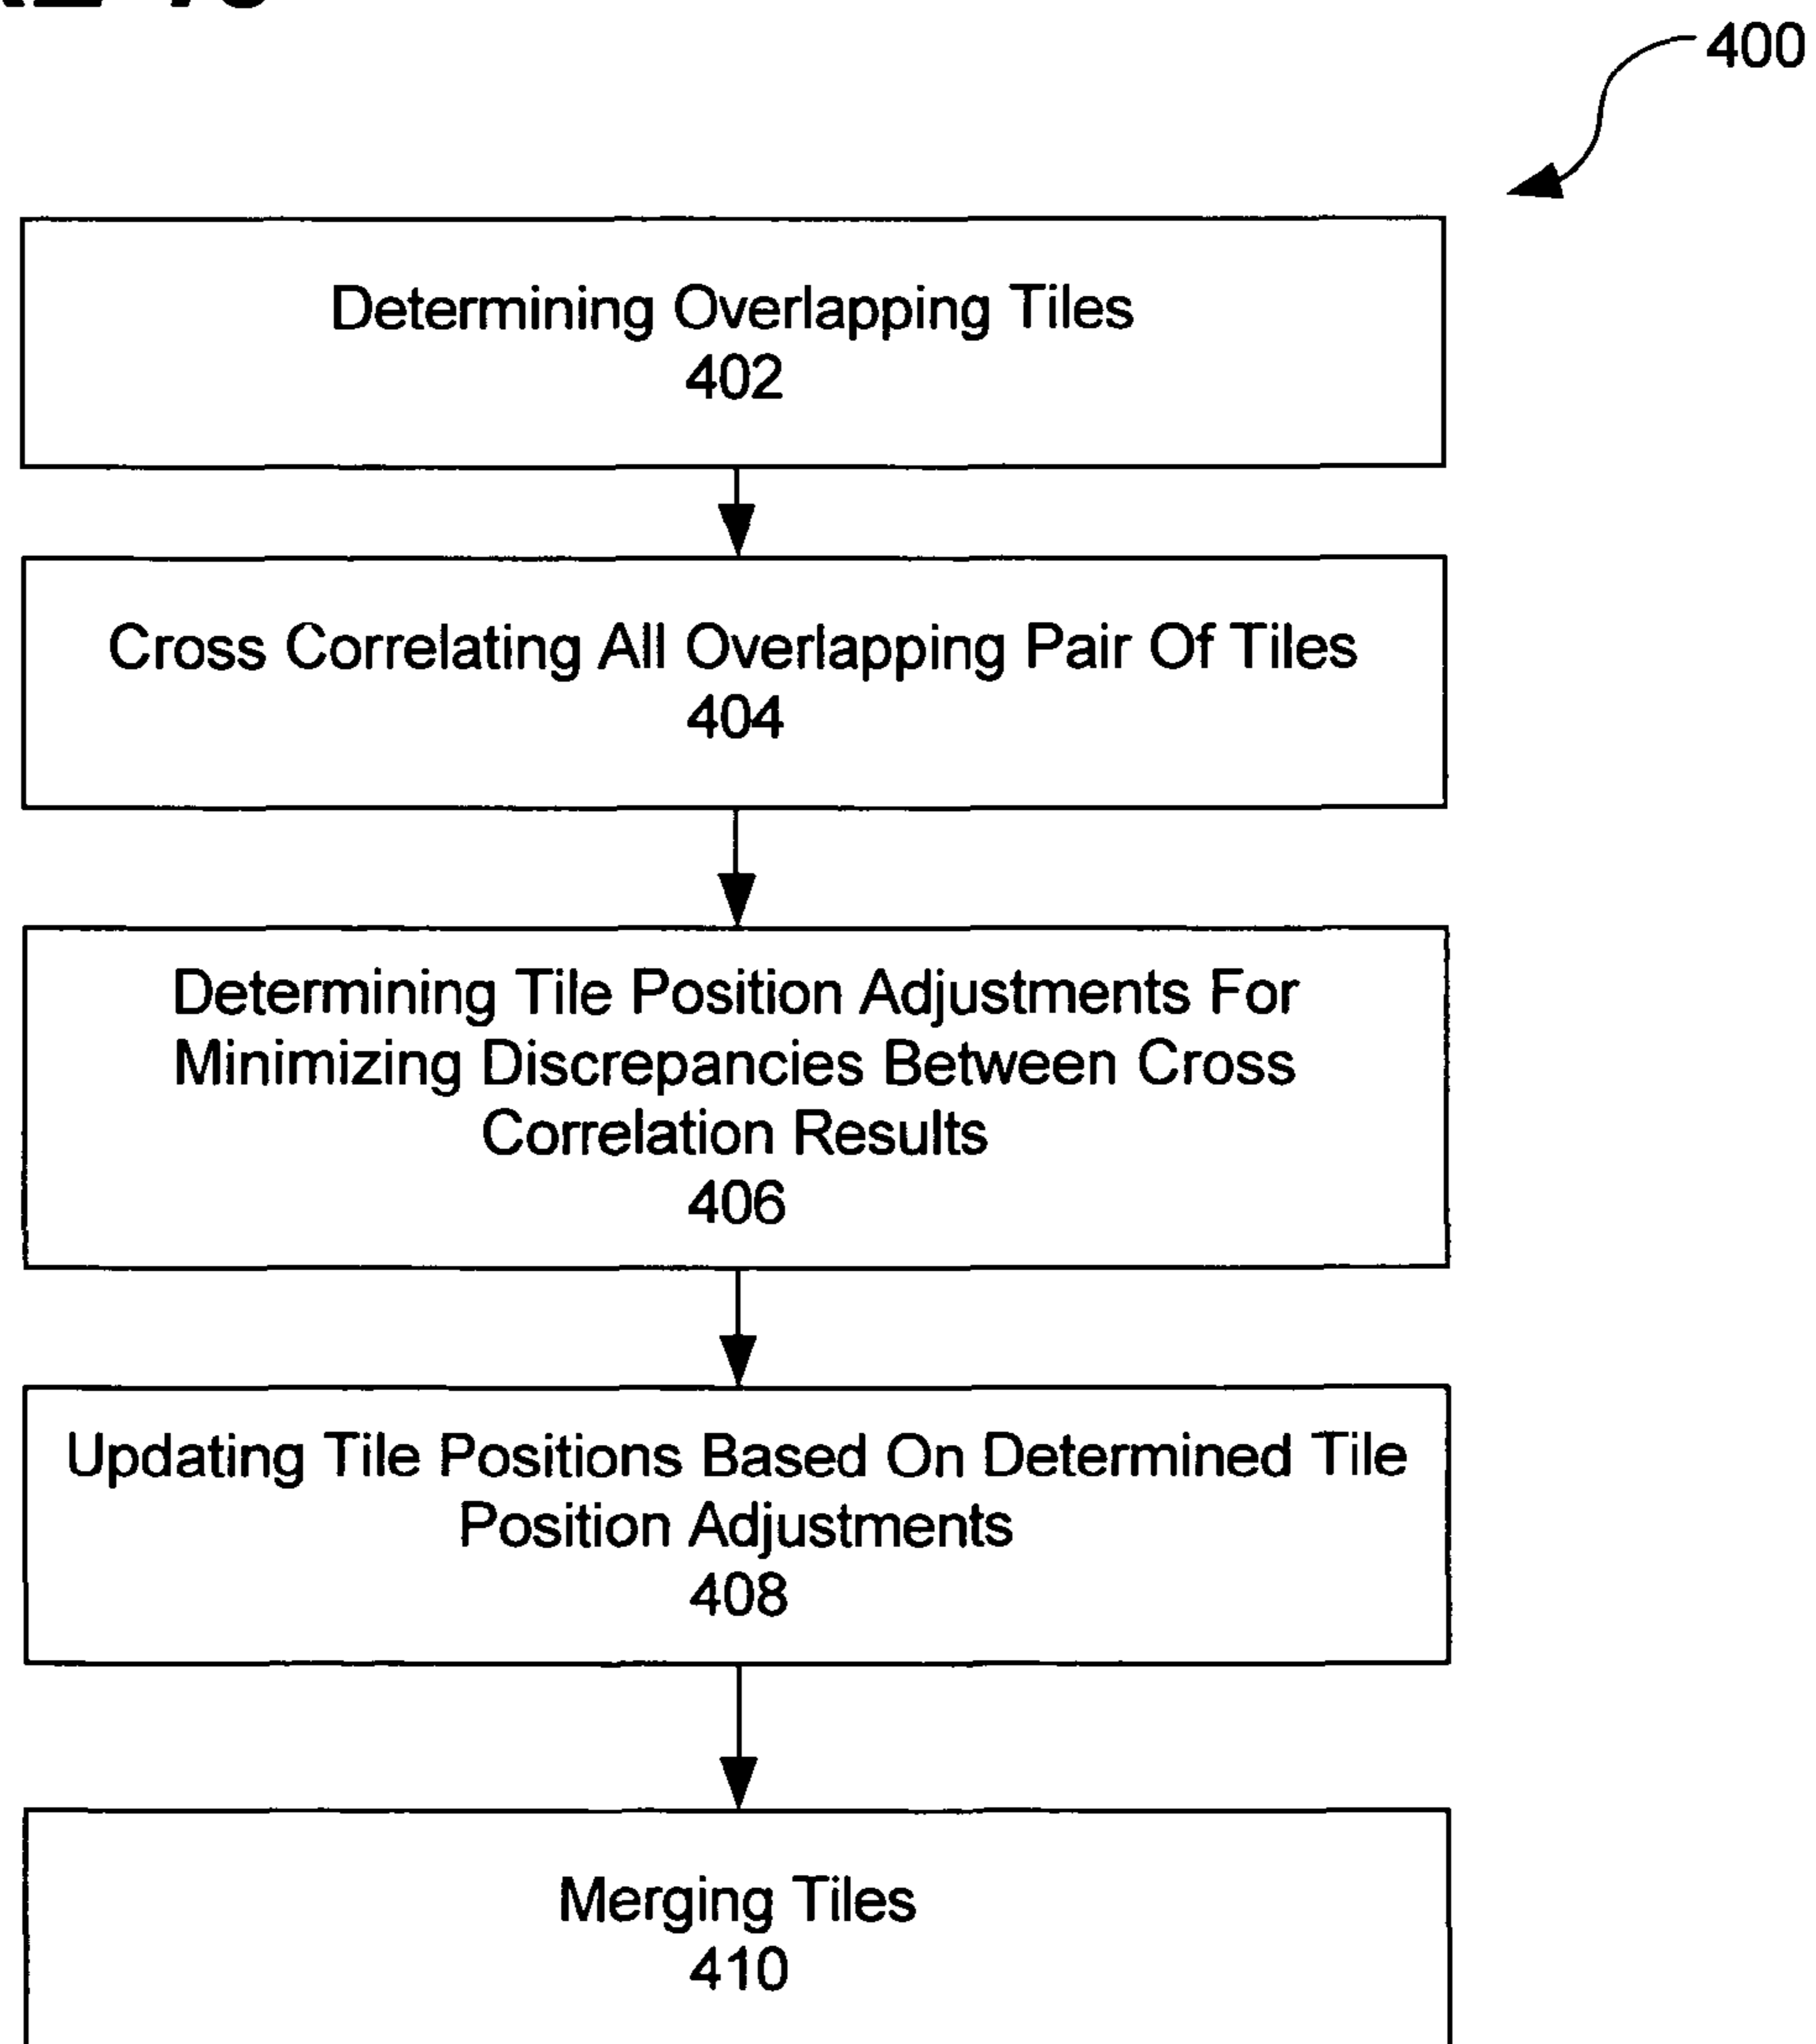 400
Determining Overlapping Tiles
402
Cross Correlating All Overlapping Pair Of Tiles
404
Determining Tile Position Adjustments For
Minimizing Discrepancies Between Cross
Correlation Results
406
Updating Tile Positions Based On Determined Tile
Position Adjustments
408
Merging Tiles
410